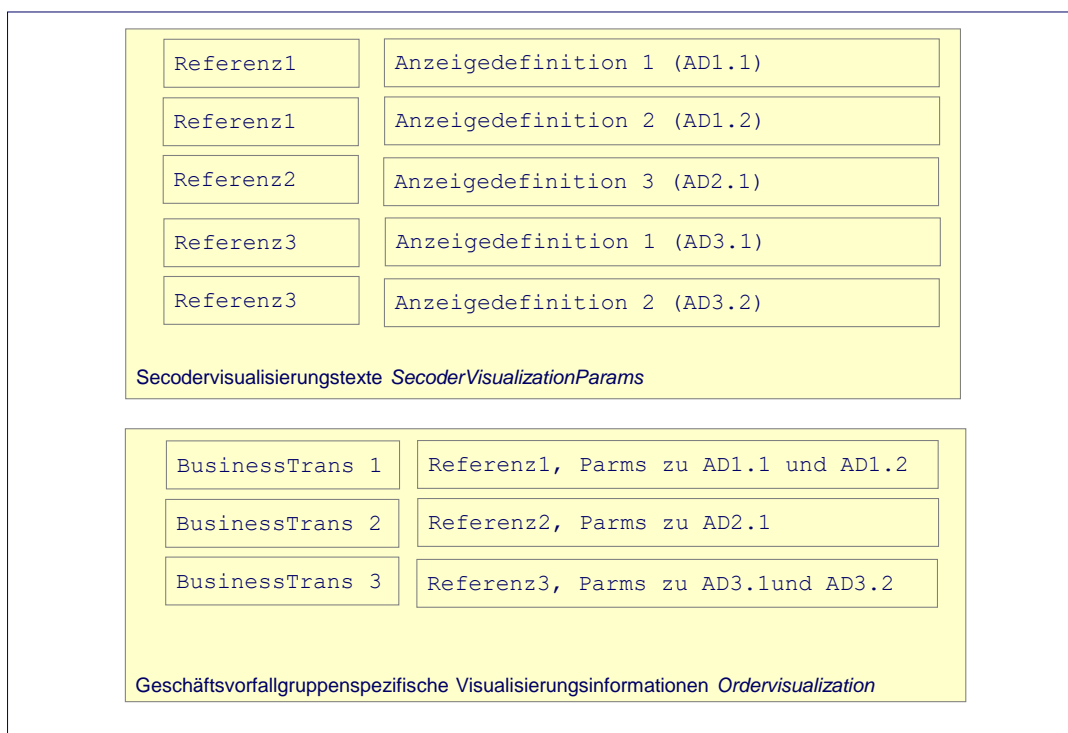 Referenz1 Anzeigedefinition 1 (AD1.1)
Referenz1 Anzeigedefinition 2 (AD1.2)
Referenz2 Anzeigedefinition 3 (AD2.1)
Referenz3 Anzeigedefinition 1 (AD3.1)
Referenz3 Anzeigedefinition 2 (AD3.2)
Secodervisualisierungstexte SecoderVisualizationParams
BusinessTrans 1 Referenz1, Parms zu AD1.1 und AD1.2
BusinessTrans 2 Referenz2, Parms zu AD2.1
BusinessTrans 3 Referenz3, Parms zu AD3.1und AD3.2
Geschäftsvorfallgruppenspezifische Visualisierungsinformationen Ordervisualization